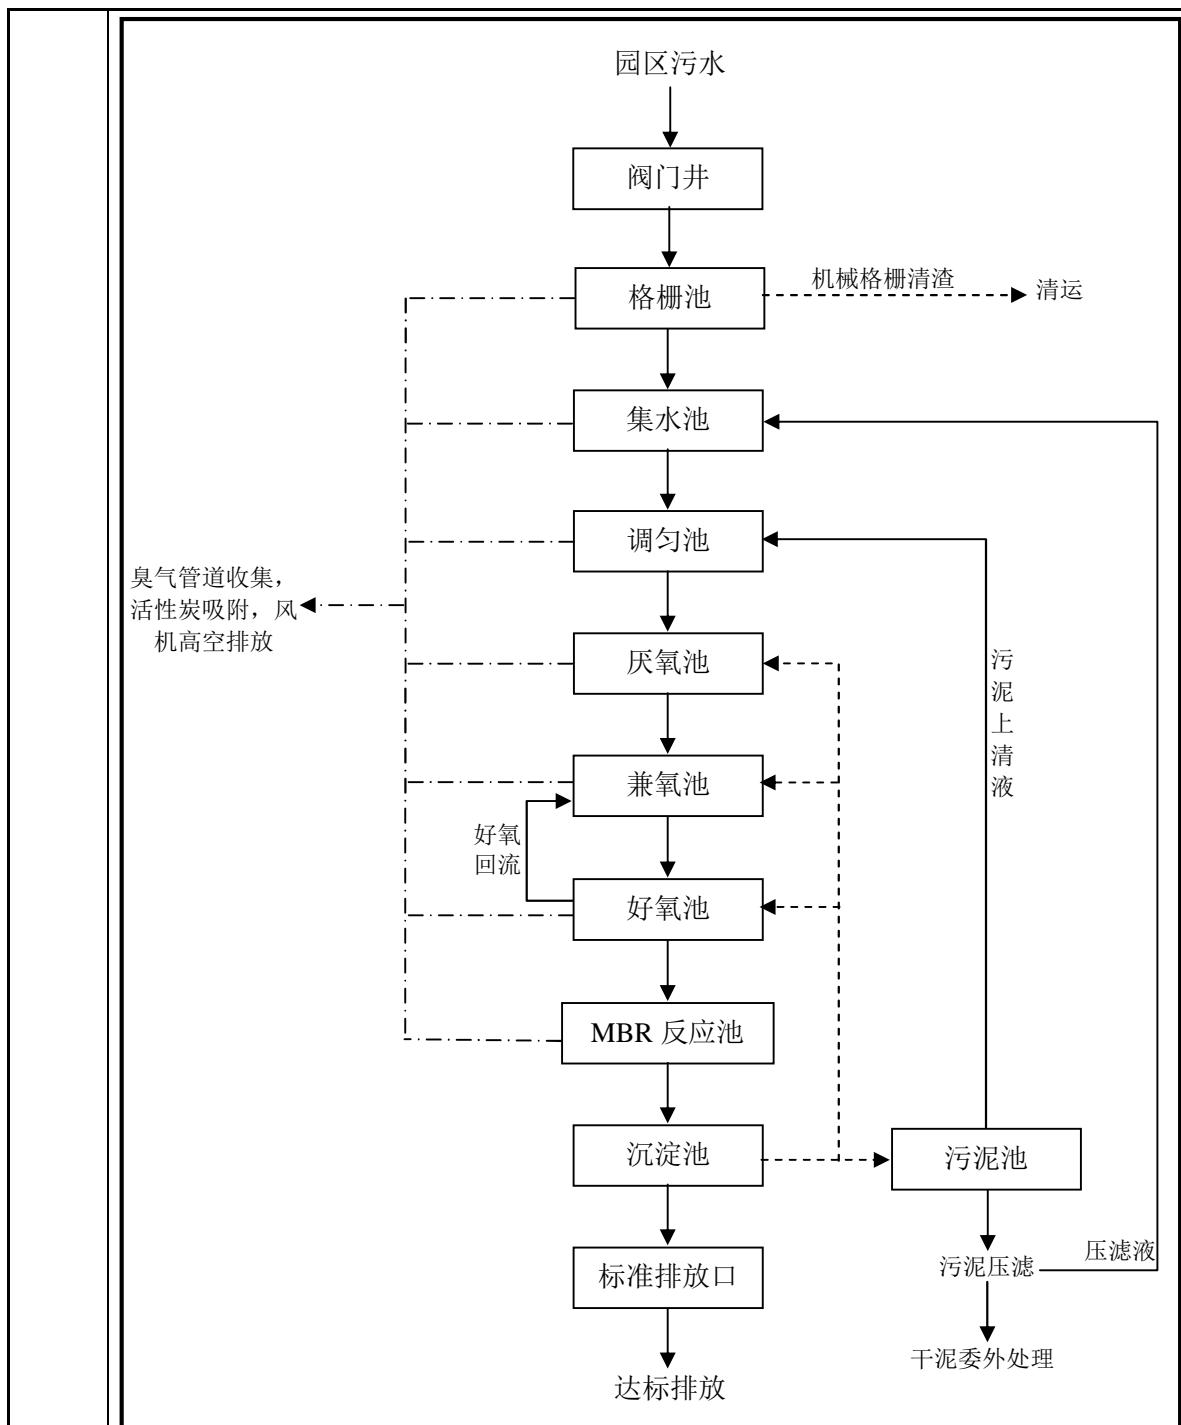 园区污水
阀门井
格栅池
机械格栅清渣
清运
集水池
调匀池
臭气管道收集，
活性炭吸附，风
机高空排放
厌氧池
污
泥
上
清
液
兼氧池
好氧
回流
好氧池
MBR 反应池
沉淀池
污泥池
标准排放口
污泥压滤
压滤液
干泥委外处理
达标排放